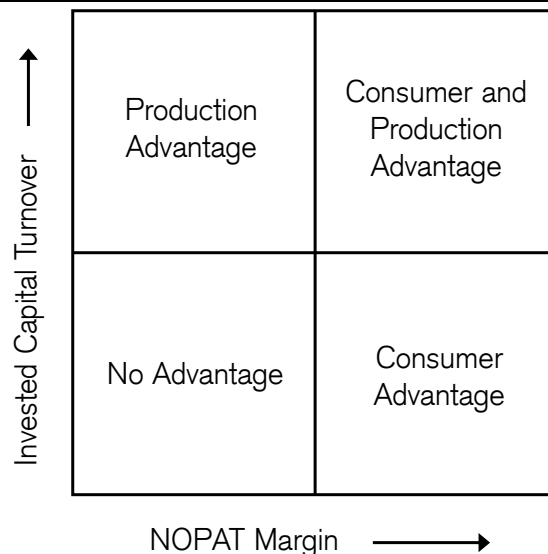 Invested Capital Turnover
Production
Advantage
Consumer and
Production
Advantage
No Advantage
Consumer
Advantage
NOPAT Margin